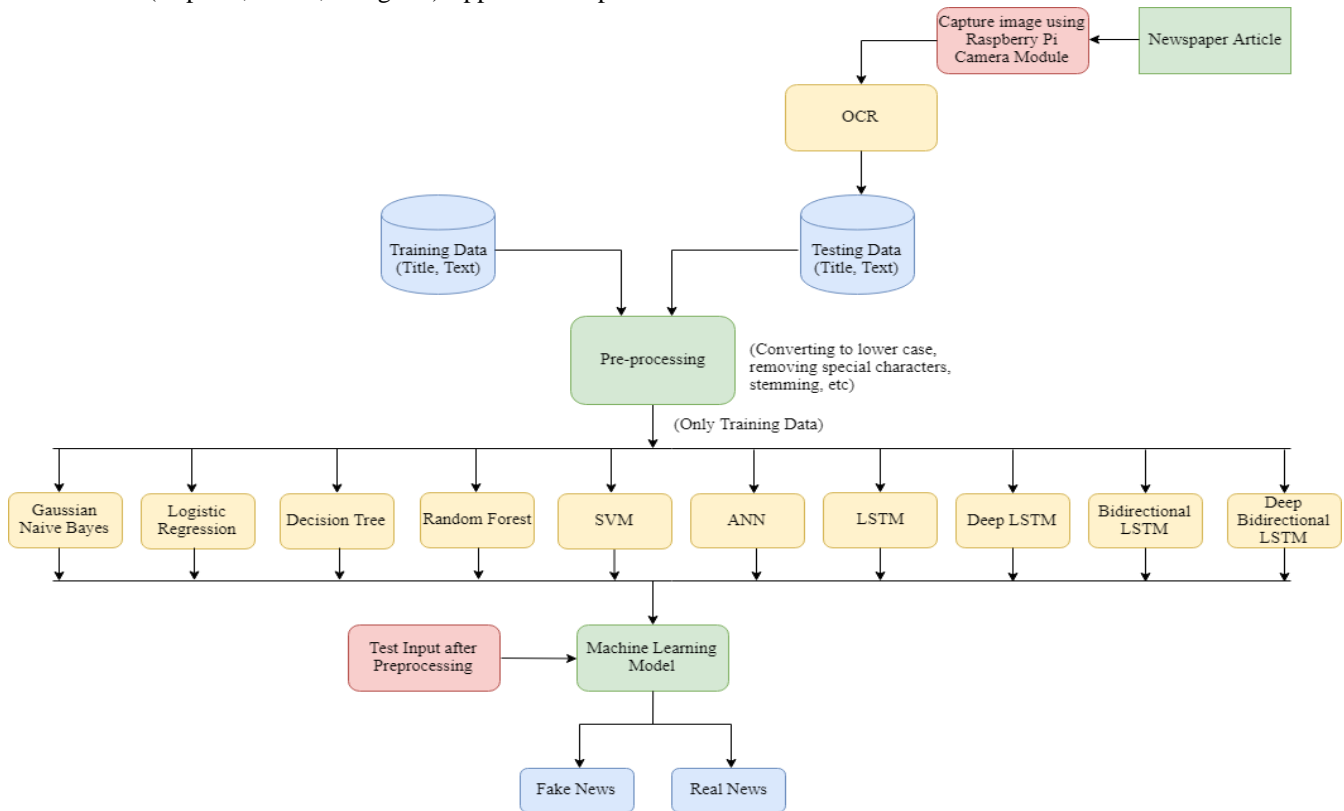 Capture image using
Raspberry Pi
Camera Module
Newspaper Article
OCR
Training Data
(Title, Text)
Testing Data
(Title, Text)
Pre-processing
(Converting to lower case,
removing special characters,
stemming, etc)
(Only Training Data)
Gaussian
Naive Bayes
Logistic
Regression
Decision Tree
Random Forest
SVM
ANN
LSTM
Deep LSTM
Bidirectional
LSTM
Deep
Bidirectional
LSTM
Test Input after
Preprocessing
Machine Learning
Model
Fake News
Real News